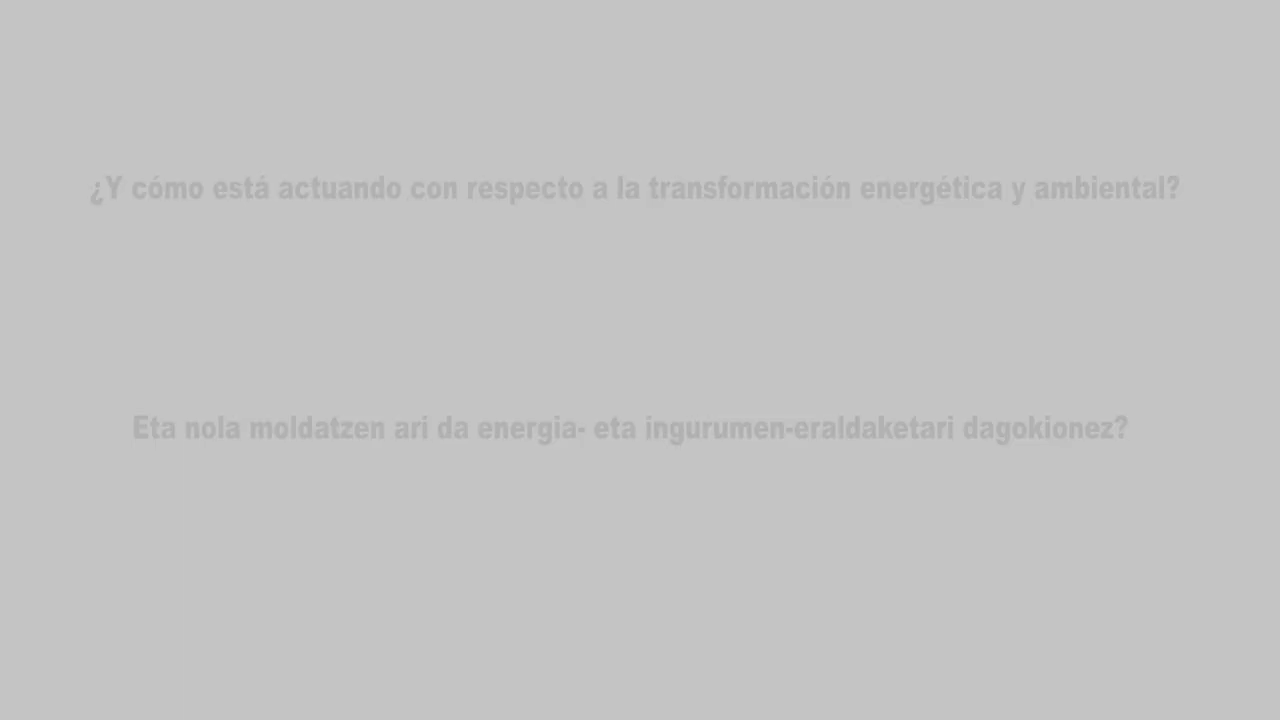 ¿Y cómo está actuando con respecto a la transformación energética y ambiental?
Eta nola moldatzen ari da energia- eta ingurumen-eraldaketari dagokionez?